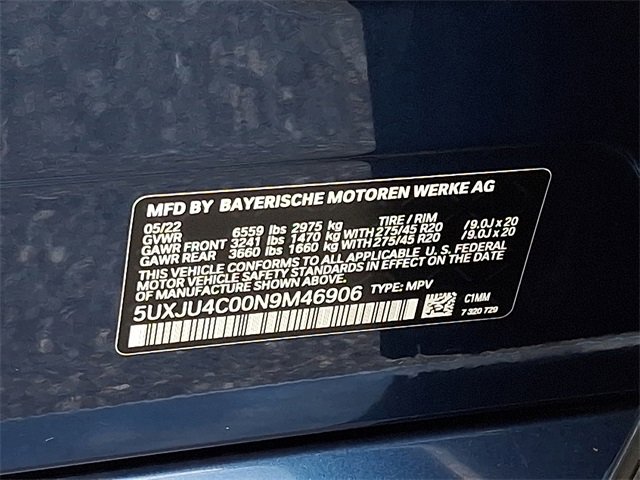 MFD BY BAYERISCHE MOTOREN WERKE AG
05/22 TIRE / RIM
GVWR 6559 lbs 2975 kg
GAWR FRONT 3241 lbs 1470 kg WITH 275/45 R20 / 9.0J x 20
GAWR REAR 3660 lbs 1660 kg WITH 275/45 R20 / 9.0J x 20
THIS VEHICLE CONFORMS TO ALL APPLICABLE U. S. FEDERAL
MOTOR VEHICLE SAFETY STANDARDS IN EFFECT ON THE DATE
OF MANUFACTURE SHOWN ABOVE.
5UXJU4C00N9M46906 TYPE: MPV
C1MM
7 320 729